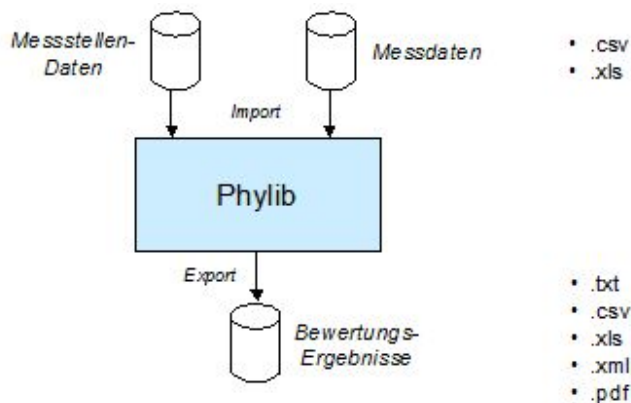 Messstellen-
Daten
Messdaten
• .csv
• .xls
Import
Phylib
Export
Bewertungs-
Ergebnisse
• .txt
• .csv
• .xls
• .xml
• .pdf